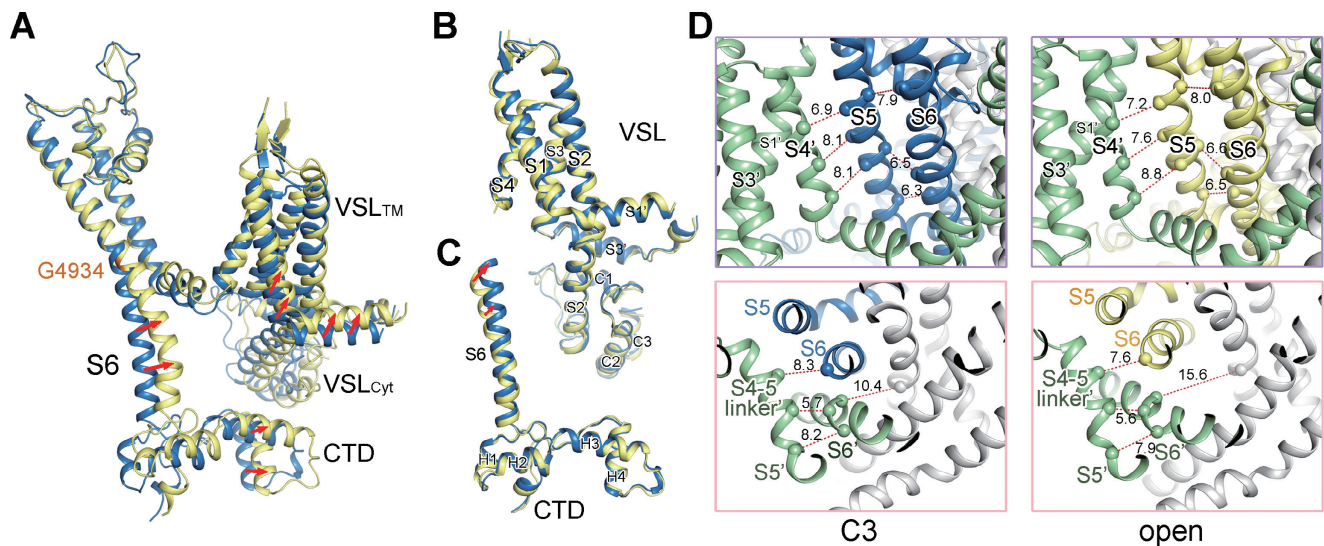 A
G4934
S6
VSLTM
VSLCyt
CTD
B
VSL
S3
S1
S2
S4
S1'
S3'
C1
S2'
C3
C2
C
S6
H1
H2
H3
H4
CTD
D
6.9
7.9
S5
S6
S1'
S4'
8.1
6.5
S3'
8.1
6.3
7.2
8.0
S1'
S4'
7.6
S5
6.6
S6
S3'
8.8
6.5
S5
S6
8.3
10.4
S4-5
linker'
5.7
8.2
S6'
S5'
C3
S5
S6
7.6
15.6
S4-5
linker'
5.6
7.9
S6'
S5'
open